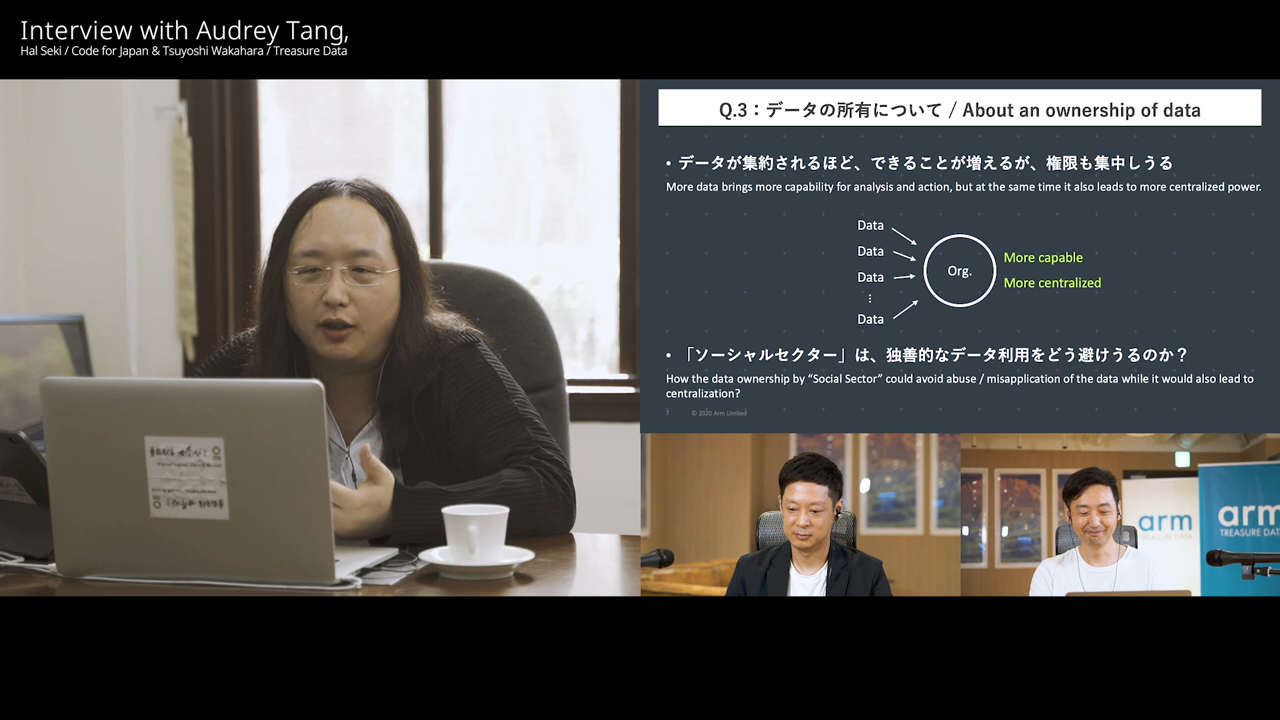 Interview with Audrey Tang,
Hal Seki / Code for Japan & Tsuyoshi Wakahara / Treasure Data
Q.3：データの所有について / About an ownership of data
• データが集約されるほど、できることが増えるが、権限も集中しうる
More data brings more capability for analysis and action, but at the same time it also leads to more centralized power.
Data
Data
Data
⋮
Data
Org.
More capable
More centralized
• 「ソーシャルセクター」は、独善的なデータ利用をどう避けうるのか？
How the data ownership by “Social Sector” could avoid abuse / misapplication of the data while it would also lead to
centralization?
© 2020 Arm Limited
arm
TREASURE DATA
arm
TREASURE DATA